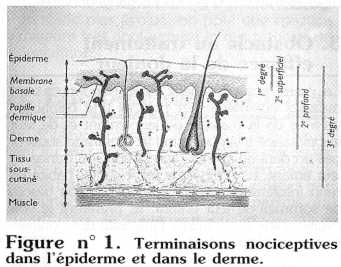 Épiderme
Membrane
basale
Papille
dermique
Derme
Tissu
sous-
cutané
Muscle
1er degré
2e superficiel
2e profond
3e degré
Figure n° 1. Terminaisons nociceptives
dans l'épiderme et dans le derme.